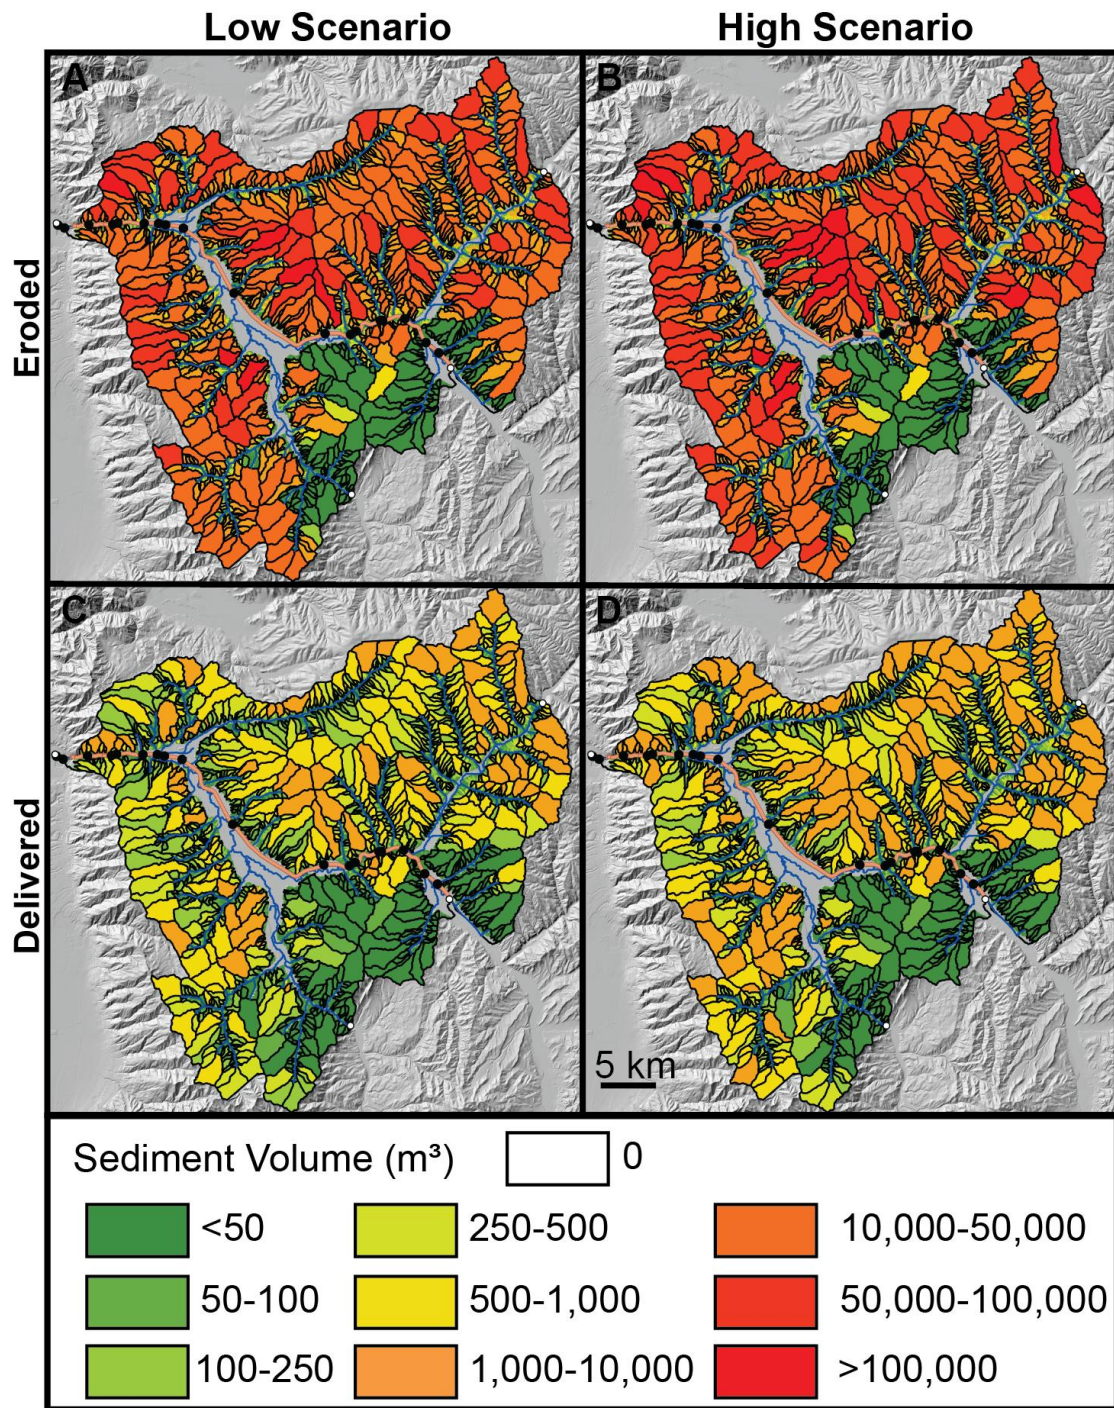 Low Scenario
High Scenario
A
B
Eroded
C
D
Delivered
5 km
Sediment Volume (m³)
0
<50
250-500
10,000-50,000
50-100
500-1,000
50,000-100,000
100-250
1,000-10,000
>100,000